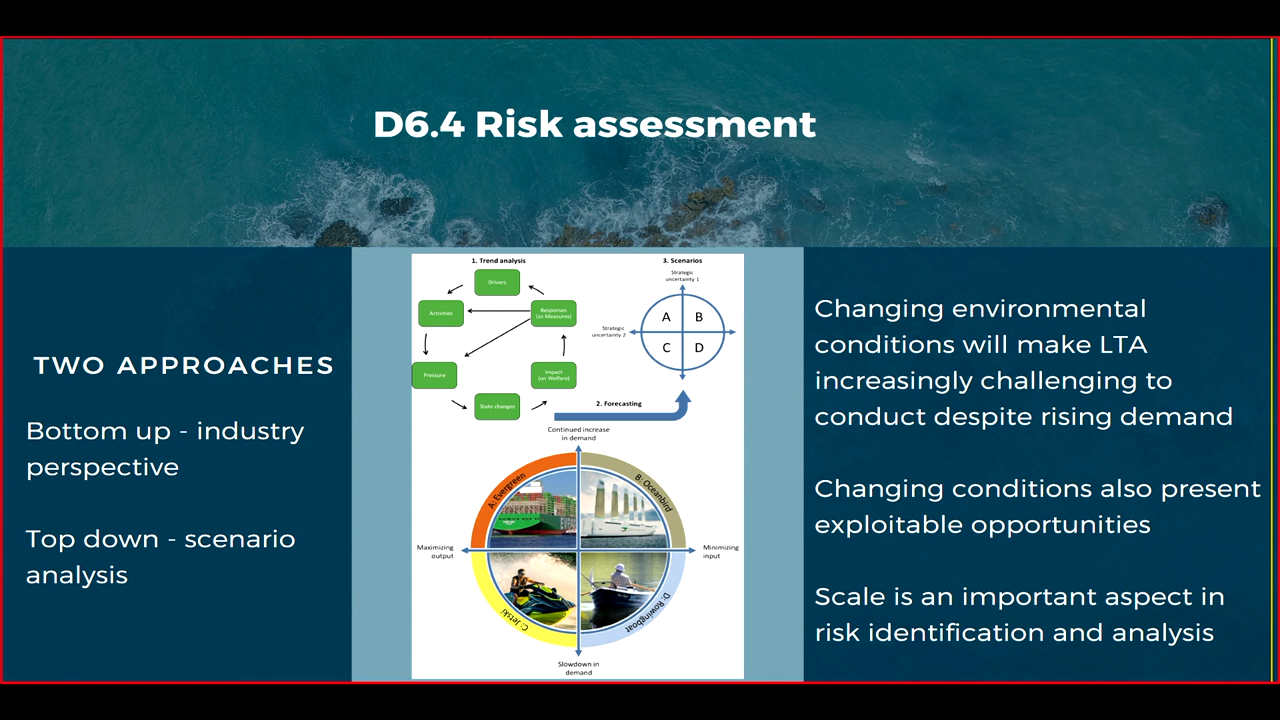 D6.4 Risk assessment
TWO APPROACHES
Bottom up - industry
perspective
Top down - scenario
analysis
1. Trend analysis
Drivers
Activities
Responses
(as Measures)
Pressure
Impact
(on Welfare)
State changes
3. Scenarios
Strategic
uncertainty 1
Strategic
uncertainty 2
A
B
C
D
2. Forecasting
Continued increase
in demand
A: Evergreen
B: Oceanbird
Maximizing
output
Minimizing
input
C: Jetski
D: Rowingboat
Slowdown in
demand
Changing environmental
conditions will make LTA
increasingly challenging to
conduct despite rising demand
Changing conditions also present
exploitable opportunities
Scale is an important aspect in
risk identification and analysis